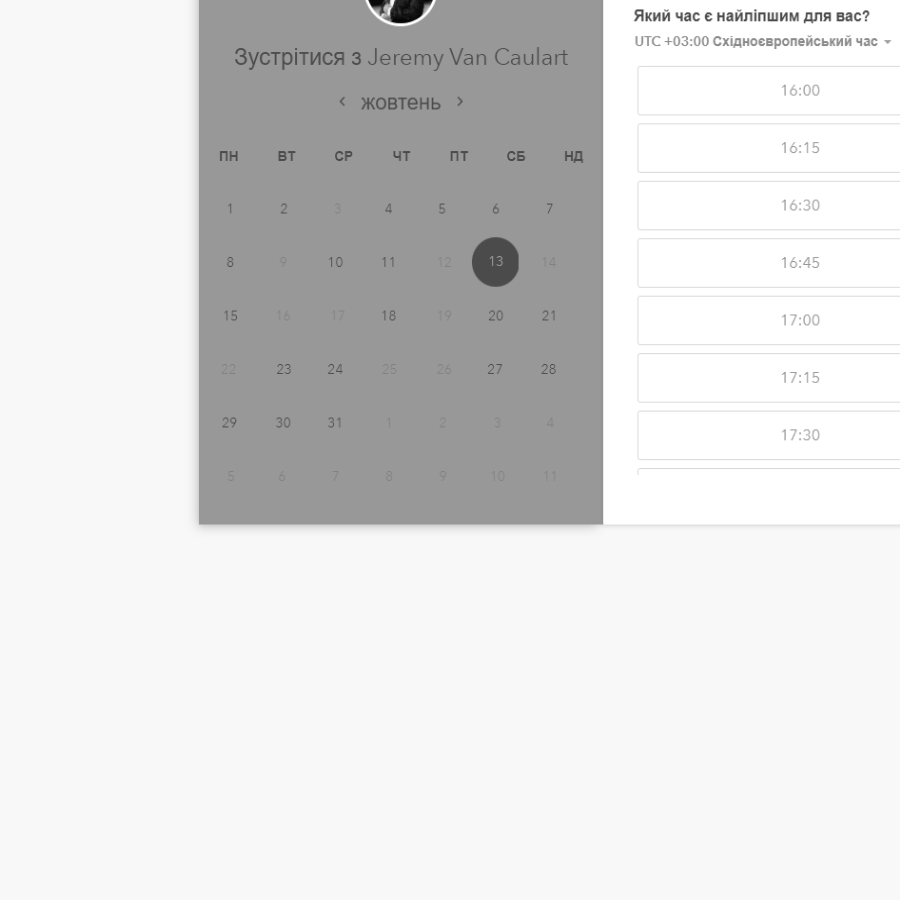 Зустрітися з Jeremy Van Caulart
жовтень
ПН ВТ СР ЧТ ПТ СБ НД
1 2 3 4 5 6 7
8 9 10 11 12 13 14
15 16 17 18 19 20 21
22 23 24 25 26 27 28
29 30 31 1 2 3 4
5 6 7 8 9 10 11
Який час є найліпшим для вас?
UTC +03:00 Східноєвропейський час
16:00
16:15
16:30
16:45
17:00
17:15
17:30